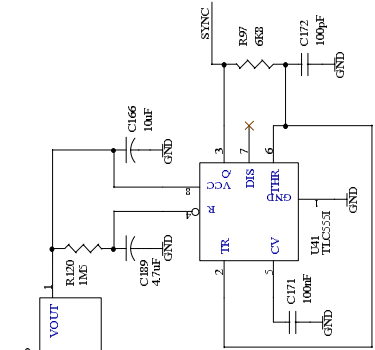 SYNC
R97
6K8
C172
100pF
GND
C166
10uF
GND
3
7
6
Q
DIS
THR
VCC
8
GND
1
GND
R
4
U41
TLC555I
TR
CV
R120
1M5
C189
4.7uF
GND
2
5
C171
100nF
GND
1
VOUT